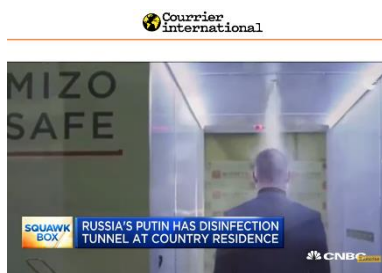 Courrier
international
MIZO
SAFE
SQUAWK
BOX
RUSSIA'S PUTIN HAS DISINFECTION
TUNNEL AT COUNTRY RESIDENCE
CNBC